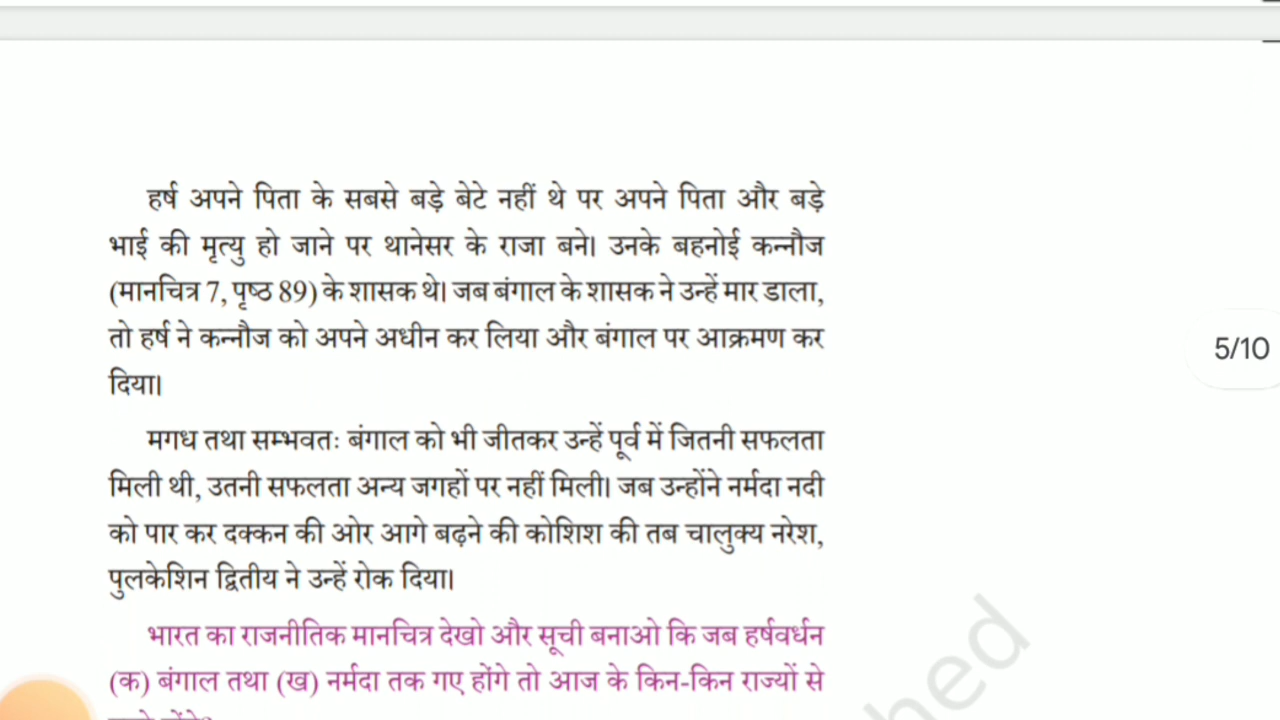 हर्ष अपने पिता के सबसे बड़े बेटे नहीं थे पर अपने पिता और बड़े
भाई की मृत्यु हो जाने पर थानेसर के राजा बने। उनके बहनोई कन्नौज
(मानचित्र 7, पृष्ठ 89) के शासक थे। जब बंगाल के शासक ने उन्हें मार डाला,
तो हर्ष ने कन्नौज को अपने अधीन कर लिया और बंगाल पर आक्रमण कर
दिया।
5/10
मगध तथा सम्भवतः बंगाल को भी जीतकर उन्हें पूर्व में जितनी सफलता
मिली थी, उतनी सफलता अन्य जगहों पर नहीं मिली। जब उन्होंने नर्मदा नदी
को पार कर दक्कन की ओर आगे बढ़ने की कोशिश की तब चालुक्य नरेश,
पुलकेशिन द्वितीय ने उन्हें रोक दिया।
भारत का राजनीतिक मानचित्र देखो और सूची बनाओ कि जब हर्षवर्धन
(क) बंगाल तथा (ख) नर्मदा तक गए होंगे तो आज के किन-किन राज्यों से